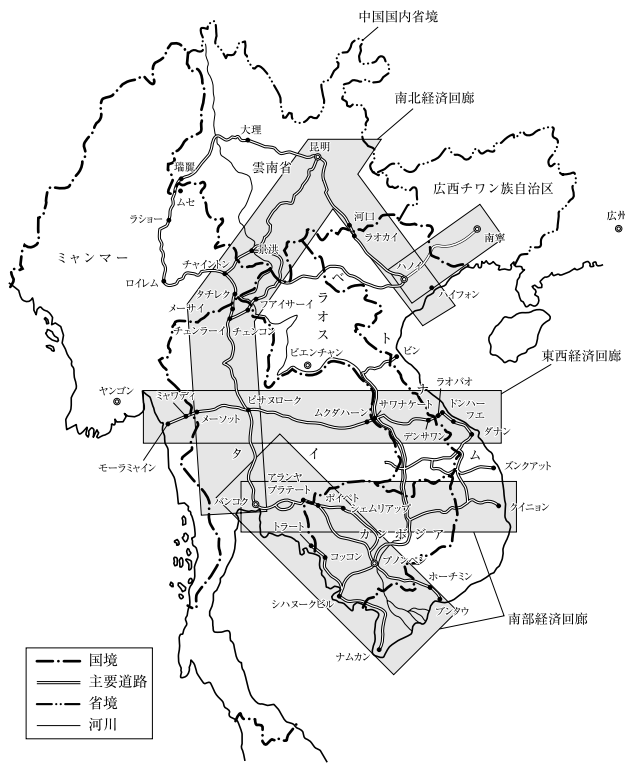 中国国内省境
南北経済回廊
大理
昆明
雲南省
瑞麗
ムセ
広西チワン族自治区
ラショー
河口
ラオカイ
広州
南寧
景洪
ミャンマー
チャイントン
ハノイ
ロイレム
タチレク
ベ
ハイフォン
メーサイ
フアイサーイ
ラオス
チェンラーイ
チェンコン
ト
ビン
ビエンチャン
東西経済回廊
ラオバオ
ナ
ヤンゴン
ミャワディ
ピサヌローク
ムクダハーン
サワナケート
ドンハー
フエ
メーソット
デンサワン
ダナン
タイ
ム
モーラミャイン
ズンクアット
アランヤ
プラテート
ポイペト
バンコク
シェムリアップ
クイニョン
トラート
カンボジア
コッコン
プノンペン
ホーチミン
シハヌークビル
ブンタウ
南部経済回廊
ナムカン
国境
主要道路
省境
河川